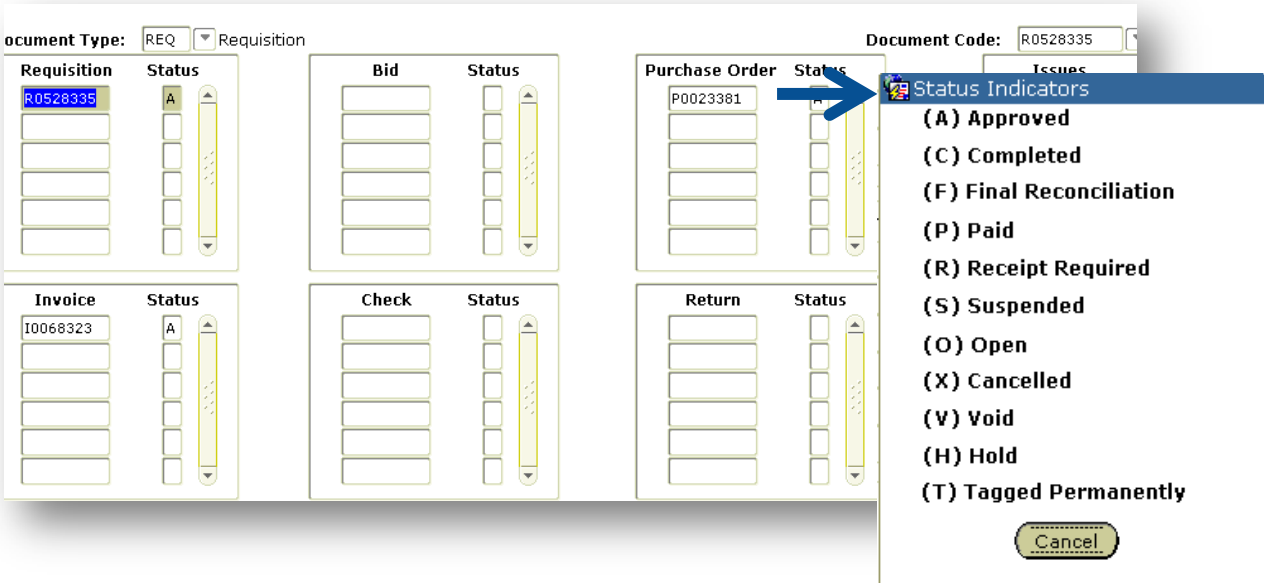 ocument Type: REQ Requisition Document Code: R0528335
Requisition Status Bid Status Purchase Order Status Issues
R0528335 A P0023381 A
Status Indicators
(A) Approved
(C) Completed
(F) Final Reconciliation
(P) Paid
(R) Receipt Required
(S) Suspended
(O) Open
(X) Cancelled
(V) Void
(H) Hold
(T) Tagged Permanently
Cancel
Invoice Status Check Status Return Status
I0068323 A